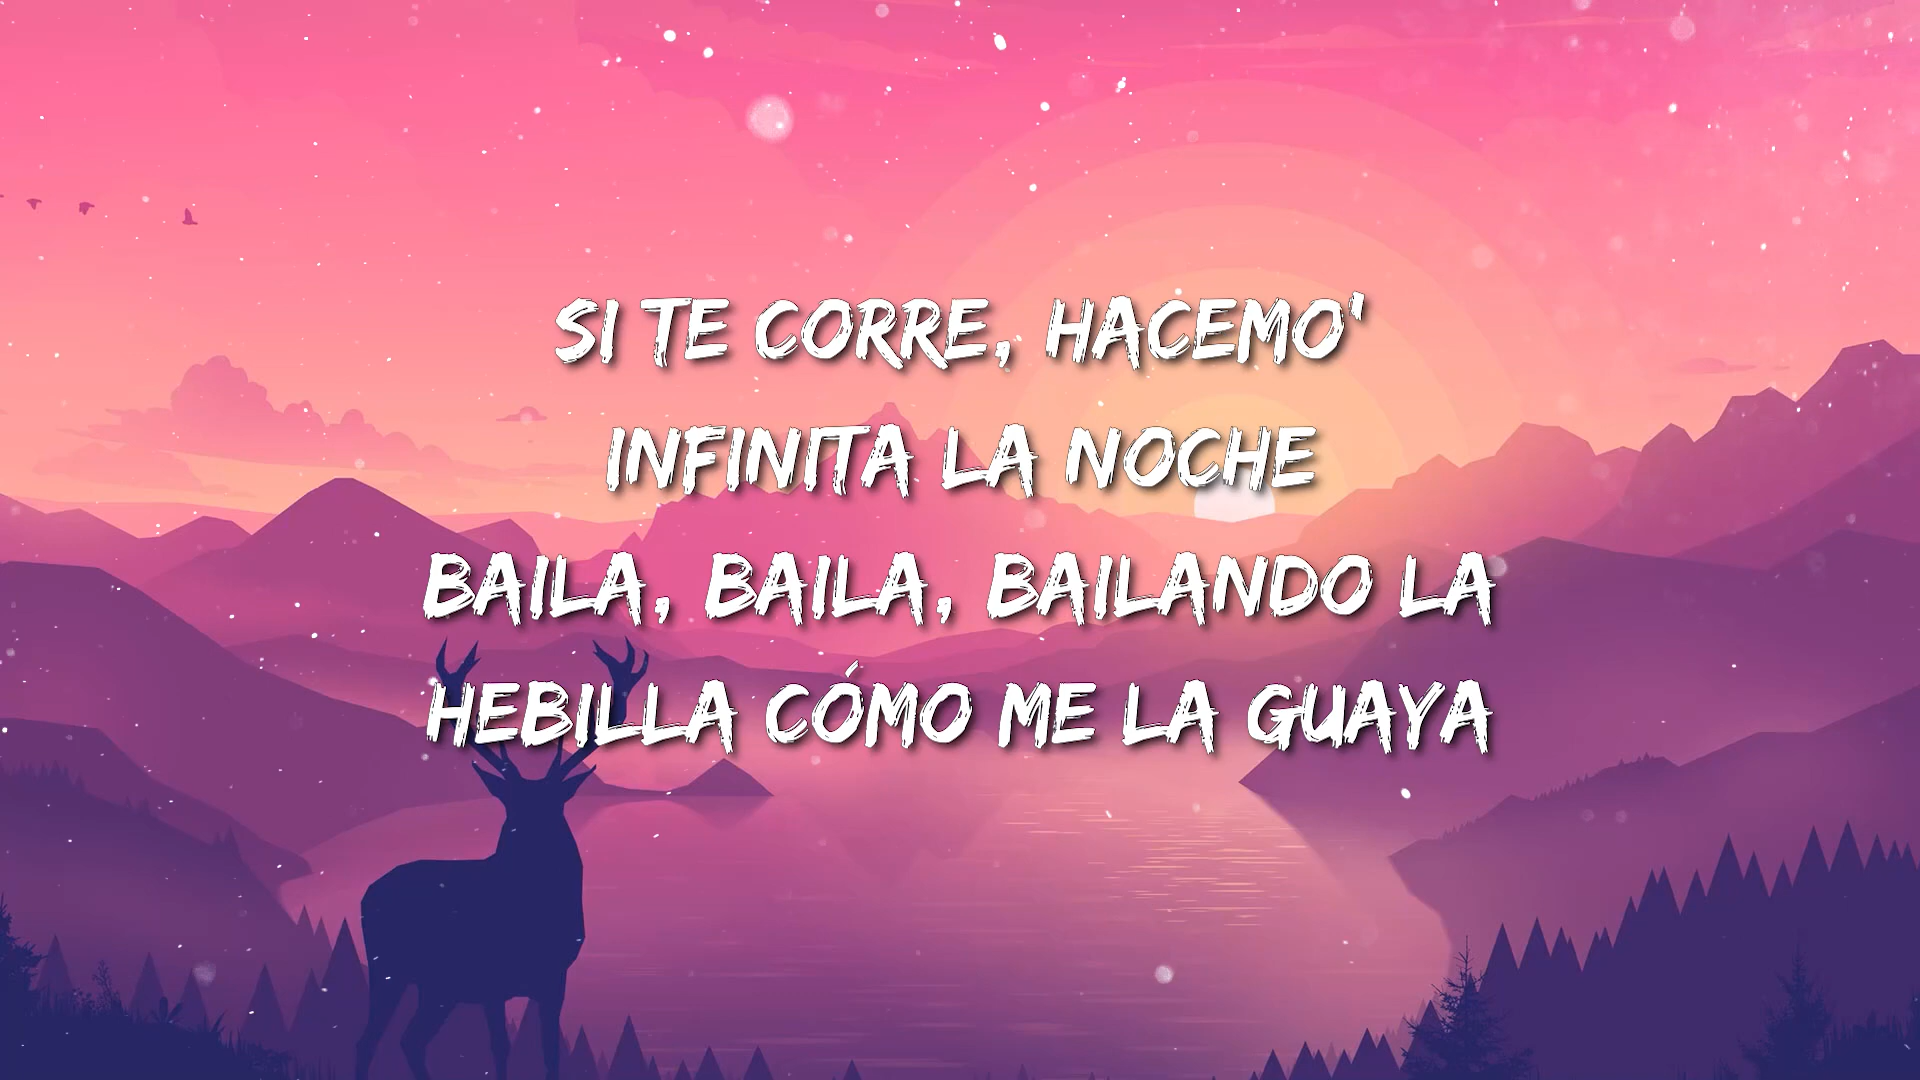 SI TE CORRE, HACEMO'
INFINITA LA NOCHE
BAILA, BAILA, BAILANDO LA
HEBILLA CÓMO ME LA GUAYA